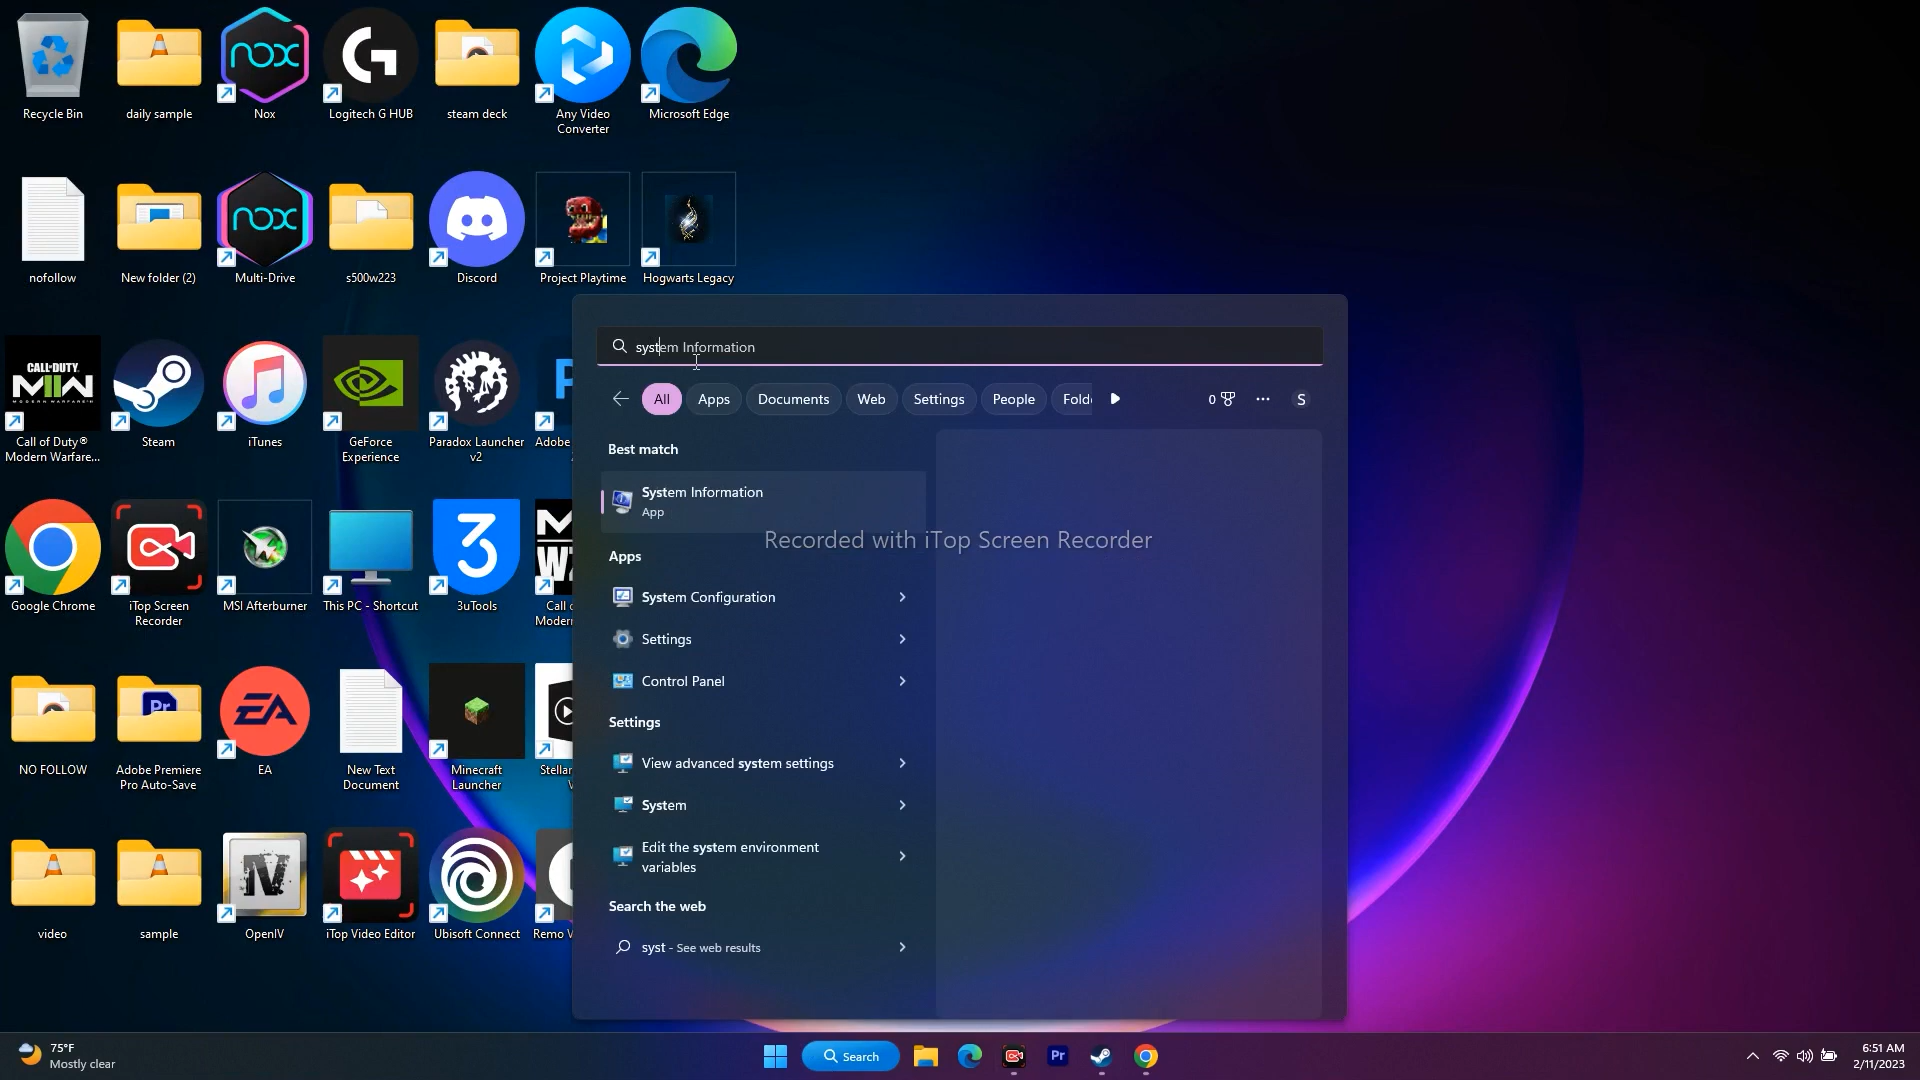 Recycle Bin
daily sample
Nox
Logitech G HUB
steam deck
Any Video
Converter
Microsoft Edge
nofollow
New folder (2)
Multi-Drive
s500w223
Discord
Project Playtime
Hogwarts Legacy
Call of Duty®
Modern Warfare...
Steam
iTunes
GeForce
Experience
Paradox Launcher
v2
Adobe
Google Chrome
iTop Screen
Recorder
MSI Afterburner
This PC - Shortcut
3uTools
NO FOLLOW
Adobe Premiere
Pro Auto-Save
EA
New Text
Document
Minecraft
Launcher
video
sample
OpenIV
iTop Video Editor
Ubisoft Connect
system Information
All
Apps
Documents
Web
Settings
People
0
S
Best match
System Information
App
Recorded with iTop Screen Recorder
Apps
System Configuration
Settings
Control Panel
Settings
View advanced system settings
System
Edit the system environment
variables
Search the web
syst - See web results
75°F
Mostly clear
Search
6:51 AM
2/11/2023